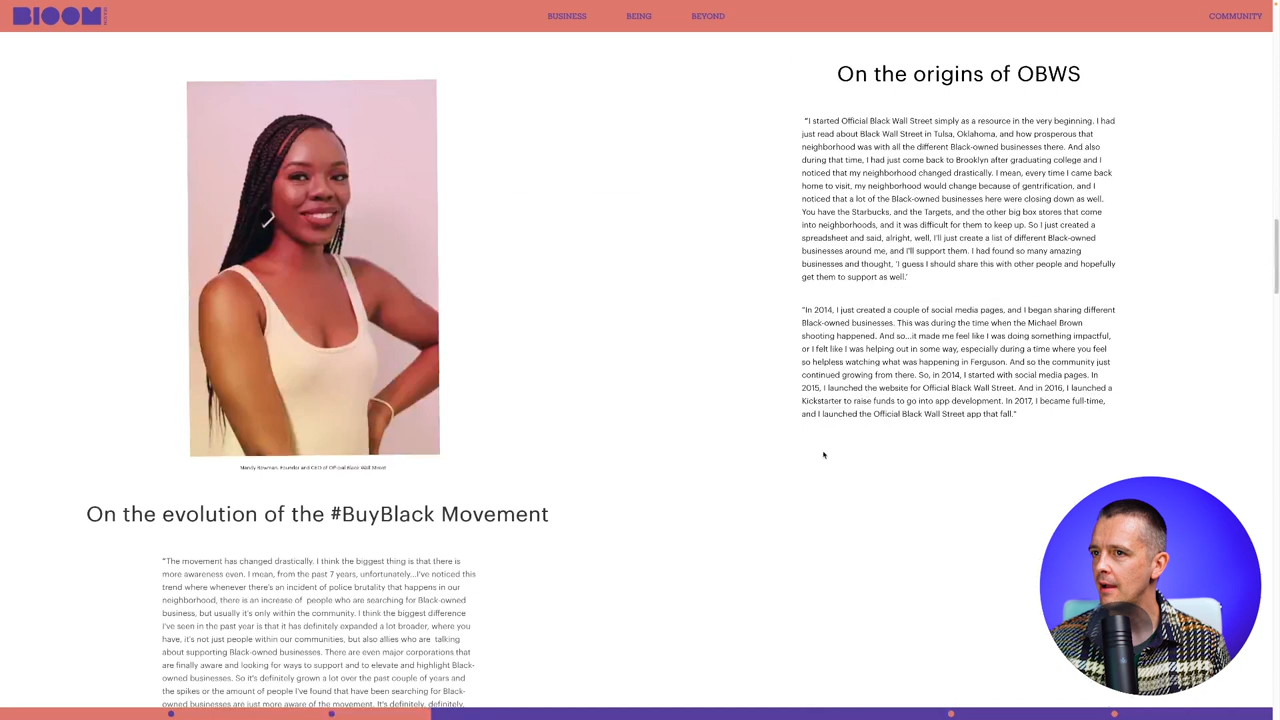 BLOOM
BUSINESS
BEING
BEYOND
COMMUNITY
On the origins of OBWS
"I started Official Black Wall Street simply as a resource in the very beginning. I had
just read about Black Wall Street in Tulsa, Oklahoma, and how prosperous that
neighborhood was with all the different Black-owned businesses there. And also
during that time, I had just come back to Brooklyn after graduating college and I
noticed that my neighborhood changed drastically. I mean, every time I came back
home to visit, my neighborhood would change because of gentrification, and I
noticed that a lot of the Black-owned businesses here were closing down as well.
You have the Starbucks, and the Targets, and the other big box stores that come
into neighborhoods, and it was difficult for them to keep up. So I just created a
spreadsheet and said, alright, well, I'll just create a list of different Black-owned
businesses around me, and I'll support them. I had found so many amazing
businesses and thought, 'I guess I should share this with other people and hopefully
get them to support as well.'
"In 2014, I just created a couple of social media pages, and I began sharing different
Black-owned businesses. This was during the time when the Michael Brown
shooting happened. And so...it made me feel like I was doing something impactful,
or I felt like I was helping out in some way, especially during a time where you feel
so helpless watching what was happening in Ferguson. And so the community just
continued growing from there. So, in 2014, I started with social media pages. In
2015, I launched the website for Official Black Wall Street. And in 2016, I launched a
Kickstarter to raise funds to go into app development. In 2017, I became full-time,
and I launched the Official Black Wall Street app that fall."
Mandy Bowman, Founder and CEO of Official Black Wall Street
On the evolution of the #BuyBlack Movement
"The movement has changed drastically. I think the biggest thing is that there is
more awareness even. I mean, from the past 7 years, unfortunately...I've noticed this
trend where whenever there's an incident of police brutality that happens in our
neighborhood, there is an increase of people who are searching for Black-owned
business, but usually it's only within the community. I think the biggest difference
I've seen in the past year is that it has definitely expanded a lot broader, where you
have, it's not just people within our communities, but also allies who are talking
about supporting Black-owned businesses. There are even major corporations that
are finally aware and looking for ways to support and to elevate and highlight Black-
owned businesses. So it's definitely grown a lot over the past couple of years and
the spikes or the amount of people I've found that have been searching for Black-
owned businesses are just more aware of the movement. It's definitely, definitely,